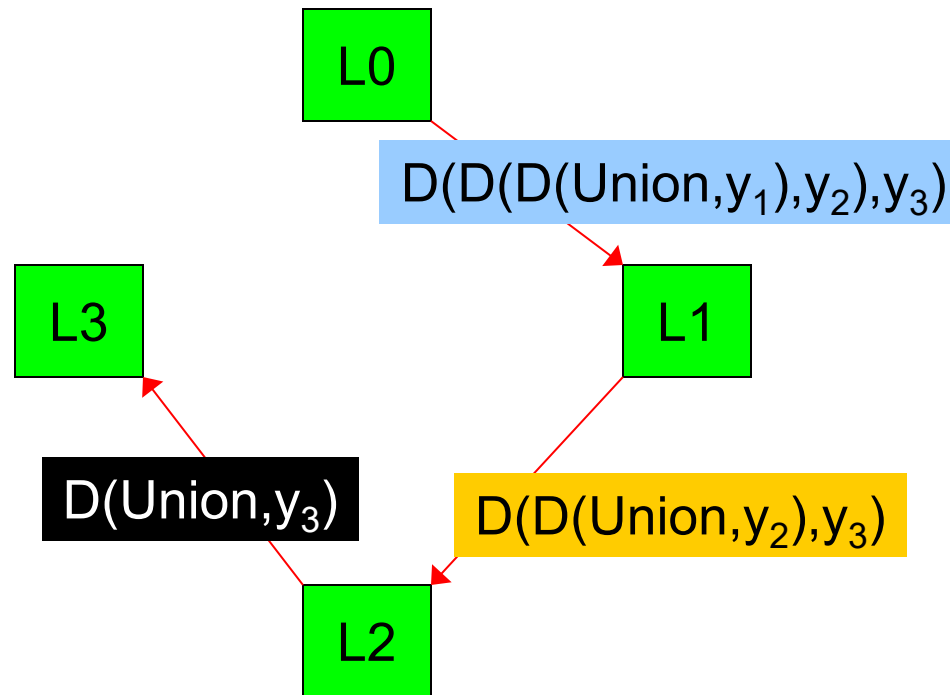 L0
D(D(D(Union,y₁),y₂),y₃)
L3
L1
D(Union,y₃)
D(D(Union,y₂),y₃)
L2